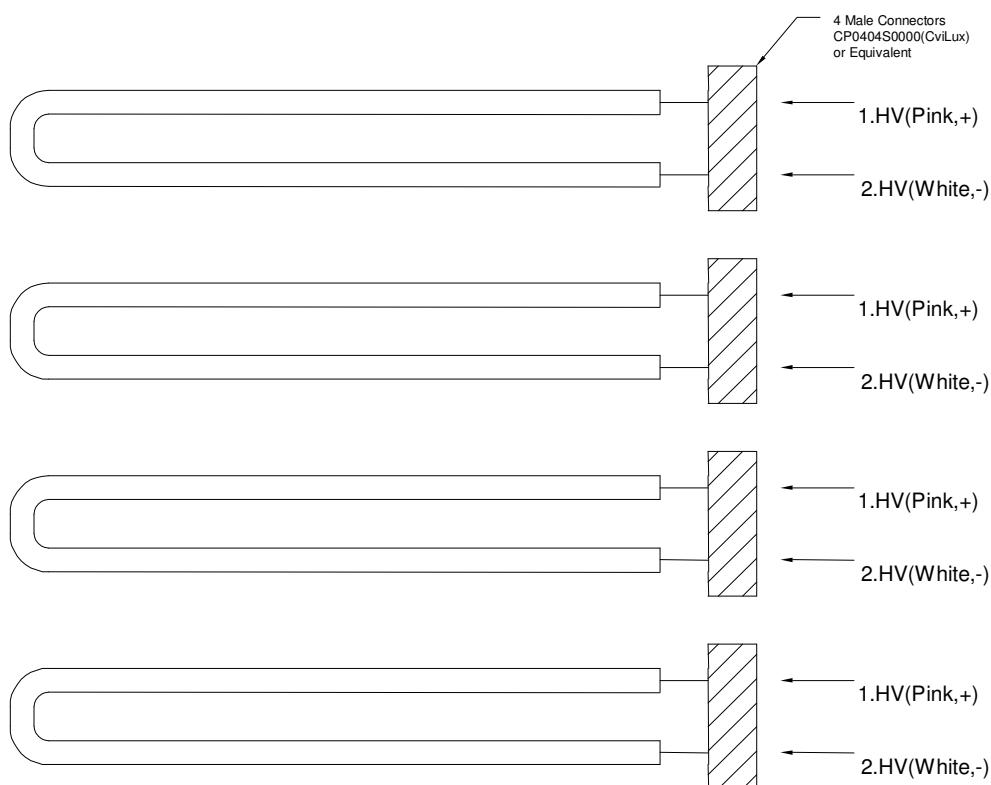 4 Male Connectors
CP0404S0000(CviLux)
or Equivalent
1.HV(Pink,+)
2.HV(White,-)
1.HV(Pink,+)
2.HV(White,-)
1.HV(Pink,+)
2.HV(White,-)
1.HV(Pink,+)
2.HV(White,-)